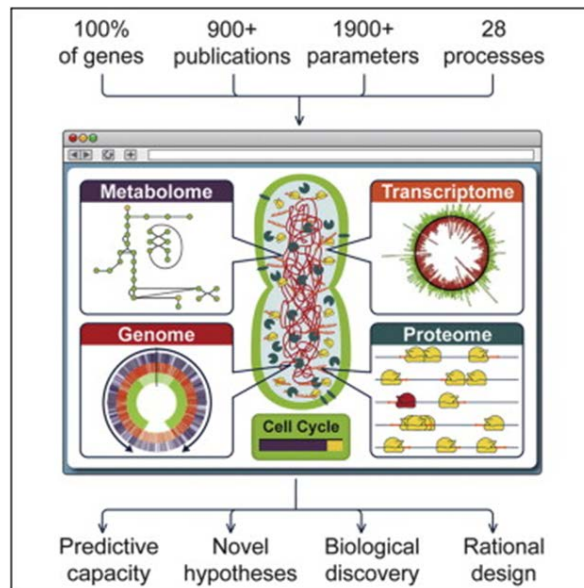 100% 900+ 1900+ 28
of genes publications parameters processes
Metabolome Transcriptome
Genome Proteome
Cell Cycle
Predictive Novel Biological Rational
capacity hypotheses discovery design